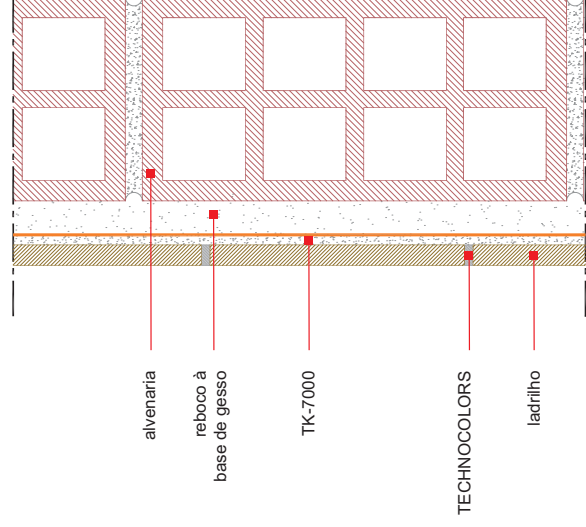 alvenaria
reboco à
base de gesso
TK-7000
TECHNOCOLORS
ladrilho